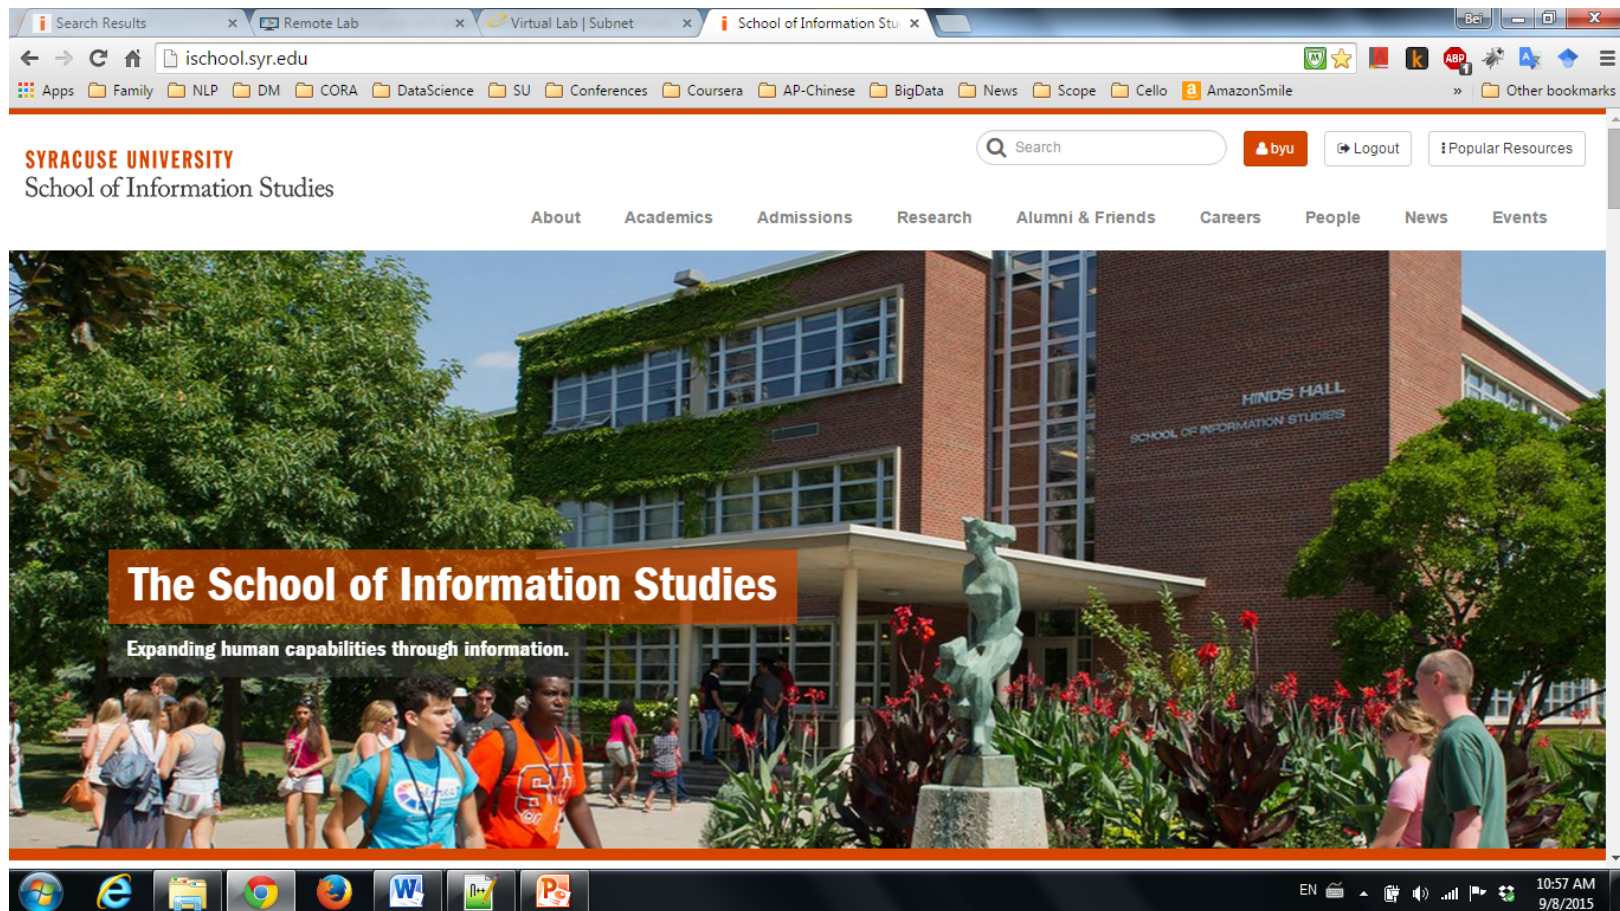 Search Results
Remote Lab
Virtual Lab | Subnet
School of Information Stu
Bei
ischool.syr.edu
ABP
1
Apps Family NLP DM CORA DataScience SU Conferences Coursera AP-Chinese BigData News Scope Cello AmazonSmile » Other bookmarks
SYRACUSE UNIVERSITY
School of Information Studies
Search
byu
Logout
Popular Resources
About Academics Admissions Research Alumni & Friends Careers People News Events
HINDS HALL
SCHOOL OF INFORMATION STUDIES
The School of Information Studies
Expanding human capabilities through information.
EN
10:57 AM
9/8/2015